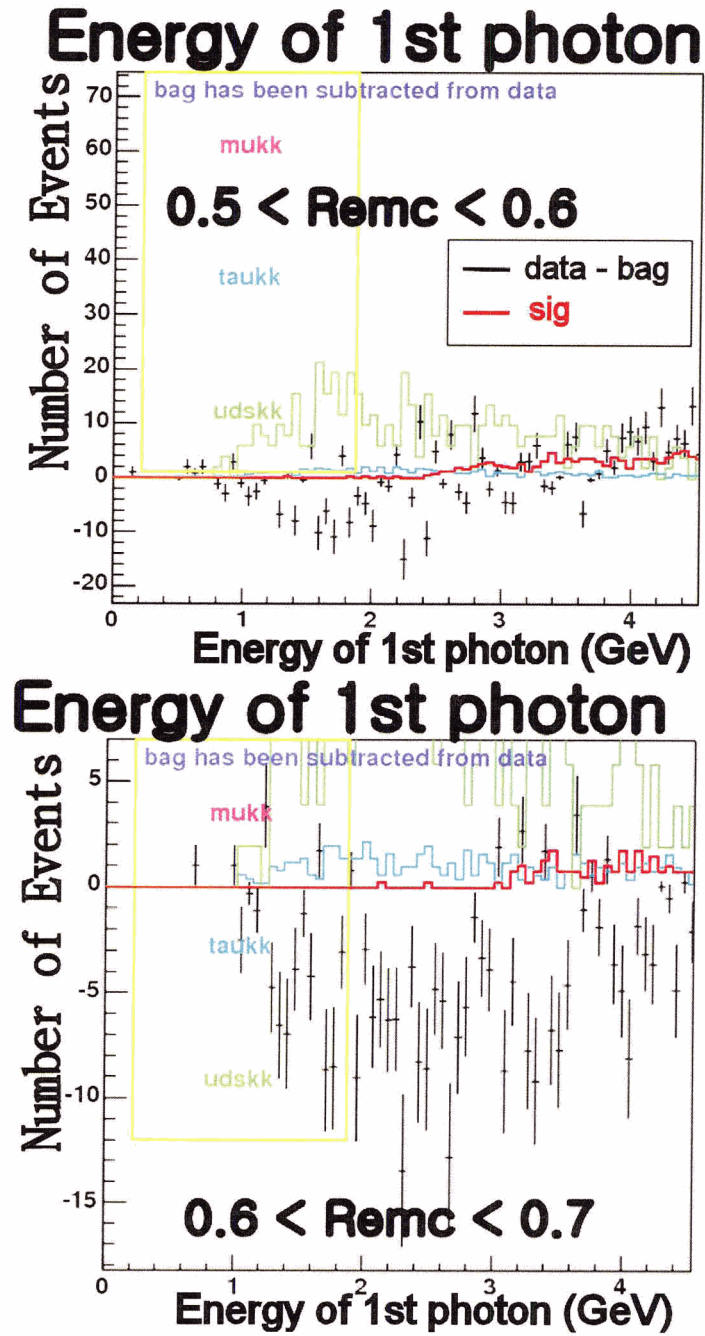 Energy of 1st photon
bag has been subtracted from data
mukk
0.5 < Remc < 0.6
taukk
data - bag
sig
udskk
Number of Events
70
60
50
40
30
20
10
0
-10
-20
0 1 2 3 4
Energy of 1st photon (GeV)
Energy of 1st photon
bag has been subtracted from data
mukk
taukk
udskk
0.6 < Remc < 0.7
Number of Events
5
0
-5
-10
-15
0 1 2 3 4
Energy of 1st photon (GeV)